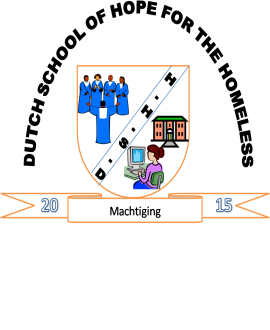 DUTCH SCHOOL OF HOPE FOR THE HOMELESS
D • S • H • H
20 15
Machtiging